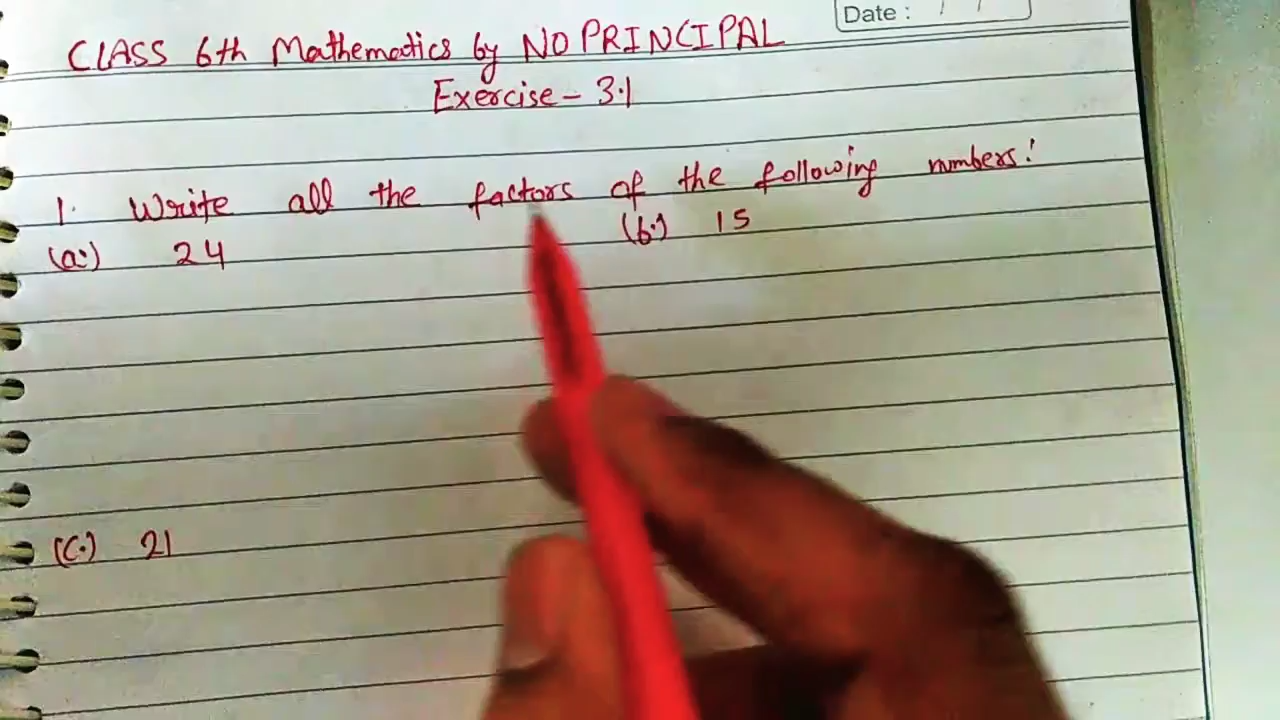 Date : / /
CLASS 6th Mathematics by NO PRINCIPAL
Exercise - 3.1
1. Write all the factors of the following numbers:
(a.) 24 (b.) 15
(c.) 21